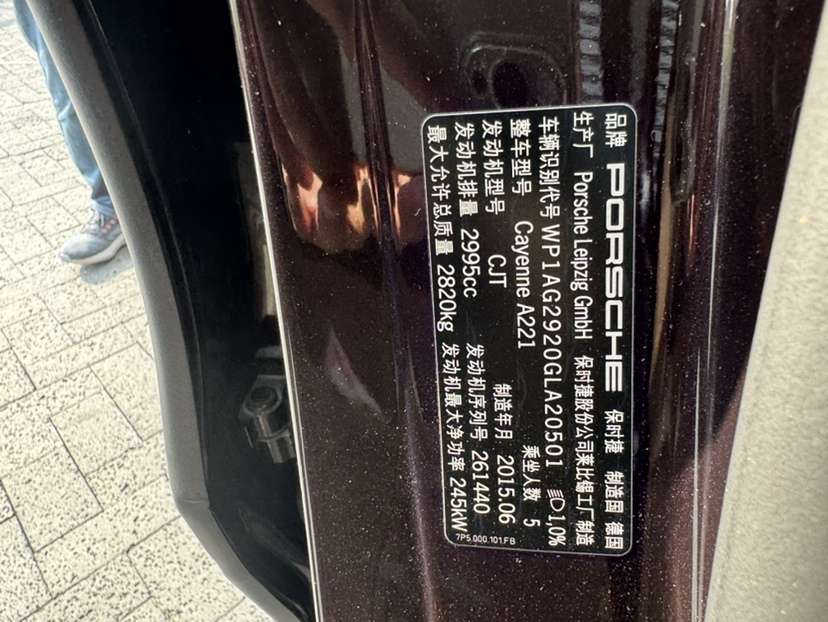 品牌 PORSCHE 保时捷 制造国 德国
生产厂 Porsche Leipzig GmbH 保时捷股份公司莱比锡工厂制造
车辆识别代号 WP1AG2920GLA20501 1,0%
整车型号 Cayenne A221 乘坐人数 5
发动机型号 CJT 制造年月 2015.06
发动机排量 2995cc 发动机序列号 261440
最大允许总质量 2820kg 发动机最大净功率 245kW
7P5.000.101.FB